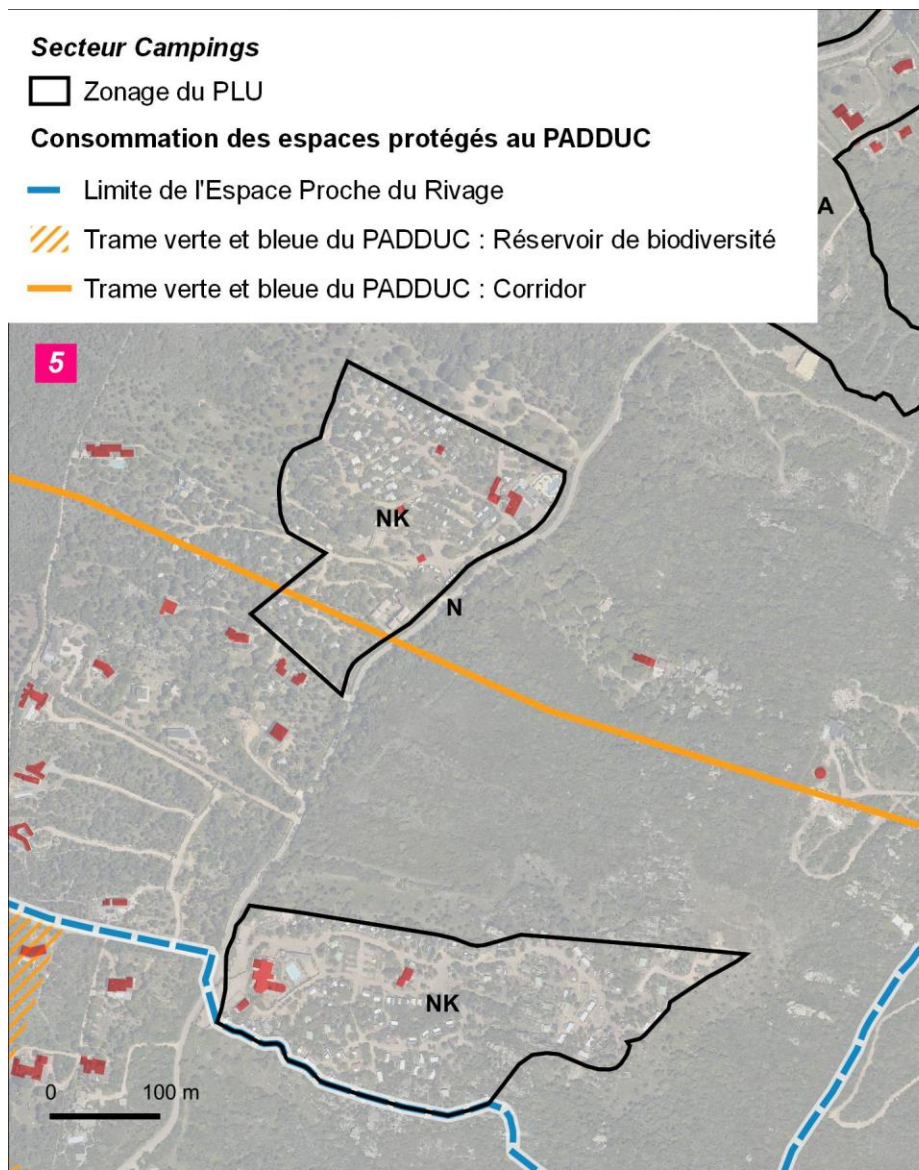 Secteur Campings
Zonage du PLU
Consommation des espaces protégés au PADDUC
Limite de l'Espace Proche du Rivage
Trame verte et bleue du PADDUC : Réservoir de biodiversité
Trame verte et bleue du PADDUC : Corridor
A
5
NK
N
NK
0 100 m